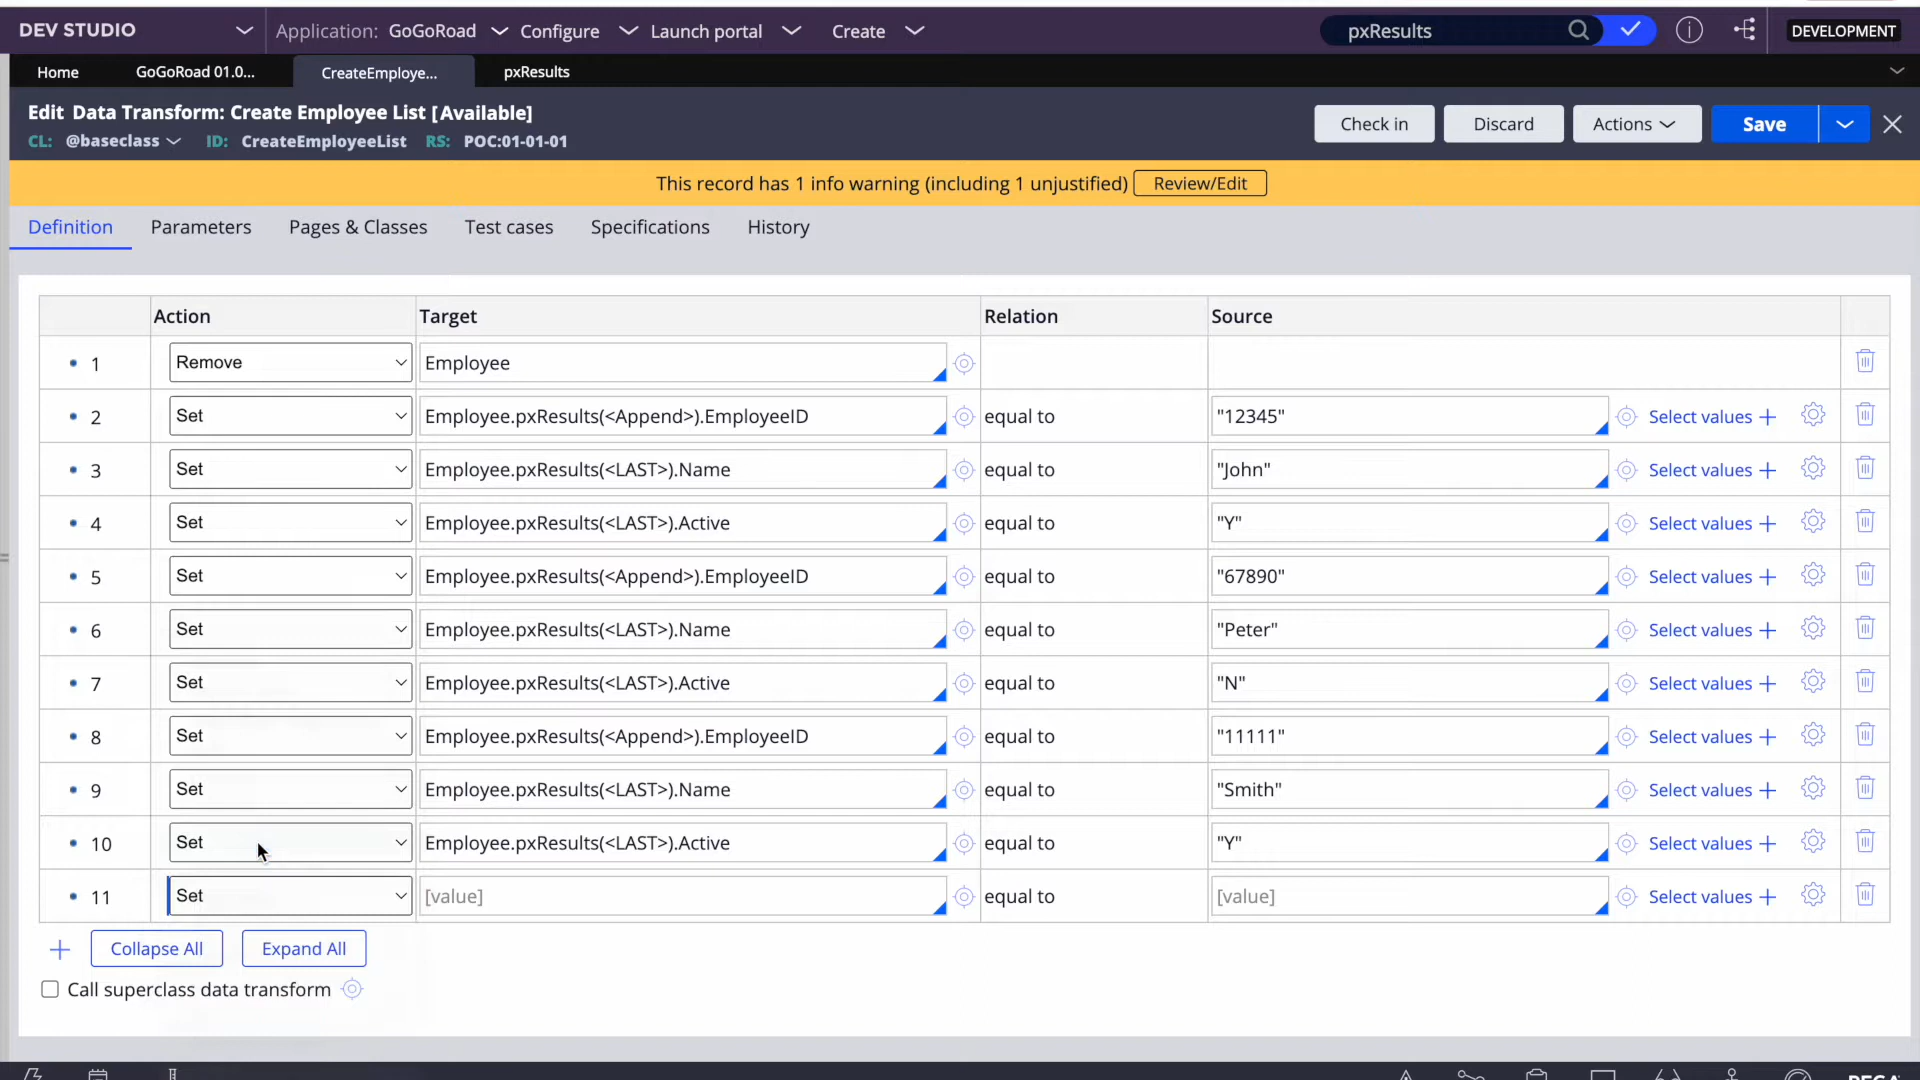 DEV STUDIO Application: GoGoRoad Configure Launch portal Create pxResults DEVELOPMENT
Home GoGoRoad 01.0... CreateEmploye... pxResults
Edit Data Transform: Create Employee List [Available] Check in Discard Actions Save
CL: @baseclass ID: CreateEmployeeList RS: POC:01-01-01
This record has 1 info warning (including 1 unjustified) Review/Edit
Definition Parameters Pages & Classes Test cases Specifications History
Action Target Relation Source
1 Remove Employee
2 Set Employee.pxResults(<Append>).EmployeeID equal to "12345" Select values
3 Set Employee.pxResults(<LAST>).Name equal to "John" Select values
4 Set Employee.pxResults(<LAST>).Active equal to "Y" Select values
5 Set Employee.pxResults(<Append>).EmployeeID equal to "67890" Select values
6 Set Employee.pxResults(<LAST>).Name equal to "Peter" Select values
7 Set Employee.pxResults(<LAST>).Active equal to "N" Select values
8 Set Employee.pxResults(<Append>).EmployeeID equal to "11111" Select values
9 Set Employee.pxResults(<LAST>).Name equal to "Smith" Select values
10 Set Employee.pxResults(<LAST>).Active equal to "Y" Select values
11 Set [value] equal to [value] Select values
Collapse All Expand All
Call superclass data transform
PEGA